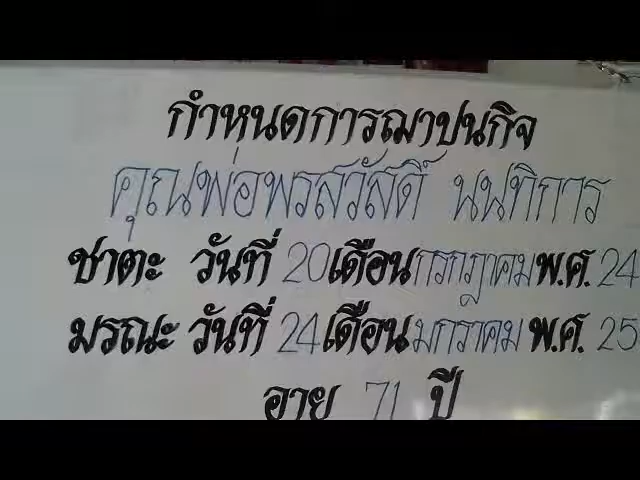 กำหนดการฌาปนกิจ
คุณพ่อพรสวัสดิ์ นนทิการ
ชาตะ วันที่ 20 เดือน กรกฎาคม พ.ศ. 24
มรณะ วันที่ 24 เดือน มกราคม พ.ศ. 25
อายุ 71 ปี